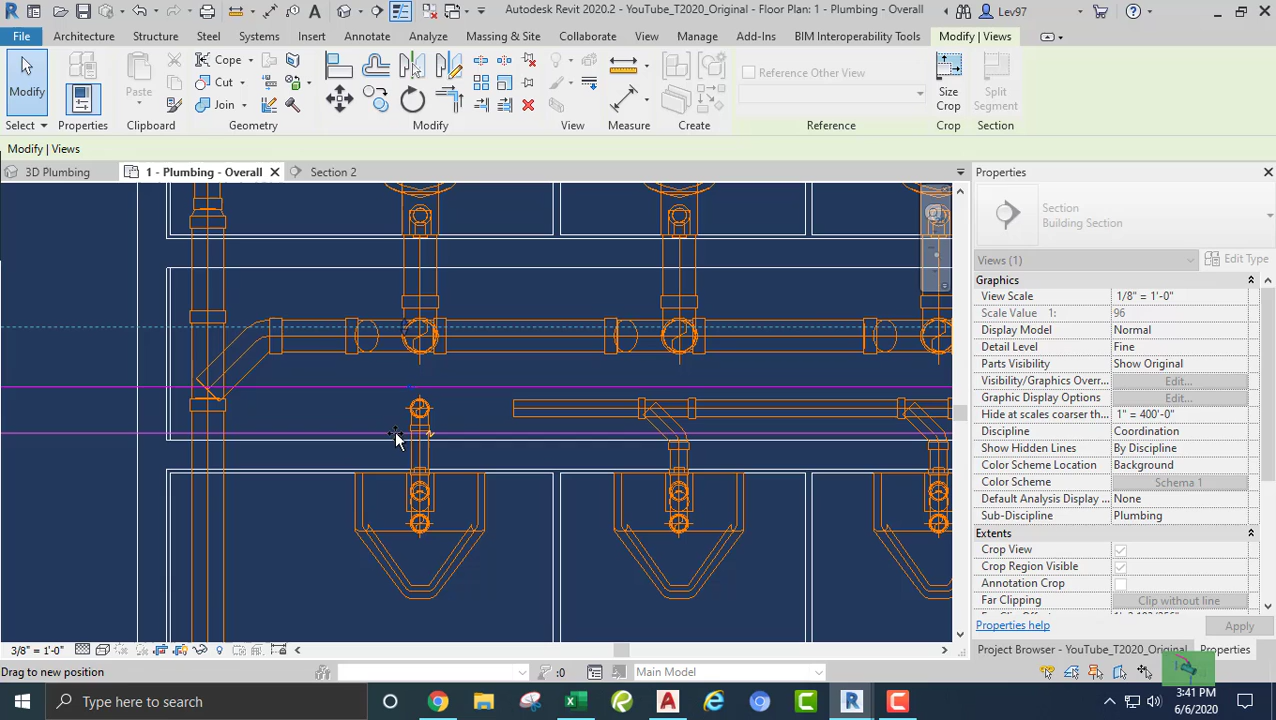 Autodesk Revit 2020.2 - YouTube_T2020_Original - Floor Plan: 1 - Plumbing - Overall
Lev97
File
Architecture
Structure
Steel
Systems
Insert
Annotate
Analyze
Massing & Site
Collaborate
View
Manage
Add-Ins
BIM Interoperability Tools
Modify | Views
Modify
Properties
Paste
Cope
Cut
Join
Reference Other View
Size
Crop
Split
Segment
Select
Properties
Clipboard
Geometry
Modify
View
Measure
Create
Reference
Crop
Section
Modify | Views
3D Plumbing
1 - Plumbing - Overall
Section 2
Properties
Section
Building Section
Views (1)
Edit Type
Graphics
View Scale 1/8" = 1'-0"
Scale Value 1: 96
Display Model Normal
Detail Level Fine
Parts Visibility Show Original
Visibility/Graphics Overr... Edit...
Graphic Display Options Edit...
Hide at scales coarser th... 1" = 400'-0"
Discipline Coordination
Show Hidden Lines By Discipline
Color Scheme Location Background
Color Scheme Schema 1
Default Analysis Display ... None
Sub-Discipline Plumbing
Extents
Crop View
Crop Region Visible
Annotation Crop
Far Clipping Clip without line
Properties help
Apply
3/8" = 1'-0"
Project Browser - YouTube_T2020_Original
Properties
Drag to new position
:0
Main Model
Type here to search
3:41 PM
6/6/2020